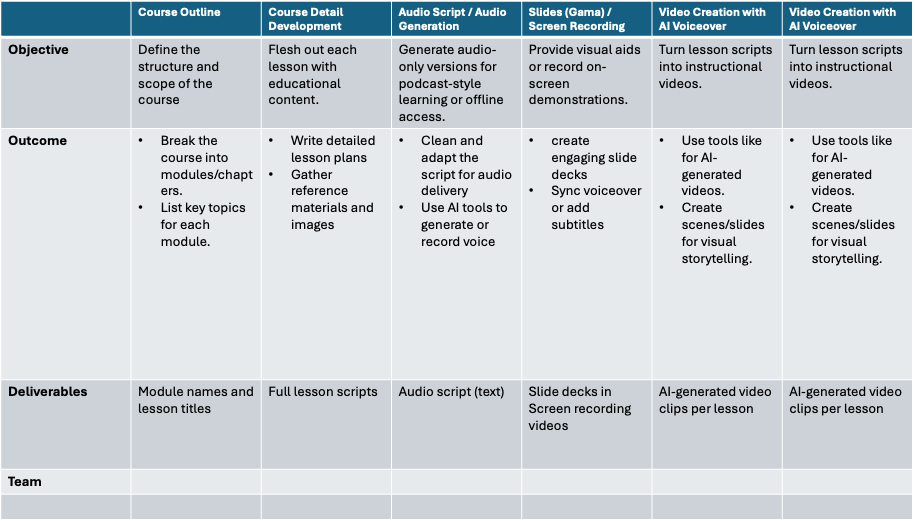 Course Outline
Course Detail
Development
Audio Script / Audio
Generation
Slides (Gama) /
Screen Recording
Video Creation with
AI Voiceover
Video Creation with
AI Voiceover
Objective
Define the
structure and
scope of the
course
Flesh out each
lesson with
educational
content.
Generate audio-
only versions for
podcast-style
learning or offline
access.
Provide visual aids
or record on-
screen
demonstrations.
Turn lesson scripts
into instructional
videos.
Turn lesson scripts
into instructional
videos.
Outcome
• Break the
course into
modules/chapt
ers.
• List key topics
for each
module.
• Write detailed
lesson plans
• Gather
reference
materials and
images
• Clean and
adapt the
script for audio
delivery
• Use AI tools to
generate or
record voice
• create
engaging slide
decks
• Sync voiceover
or add
subtitles
• Use tools like
for AI-
generated
videos.
• Create
scenes/slides
for visual
storytelling.
• Use tools like
for AI-
generated
videos.
• Create
scenes/slides
for visual
storytelling.
Deliverables
Module names and
lesson titles
Full lesson scripts
Audio script (text)
Slide decks in
Screen recording
videos
AI-generated video
clips per lesson
AI-generated video
clips per lesson
Team